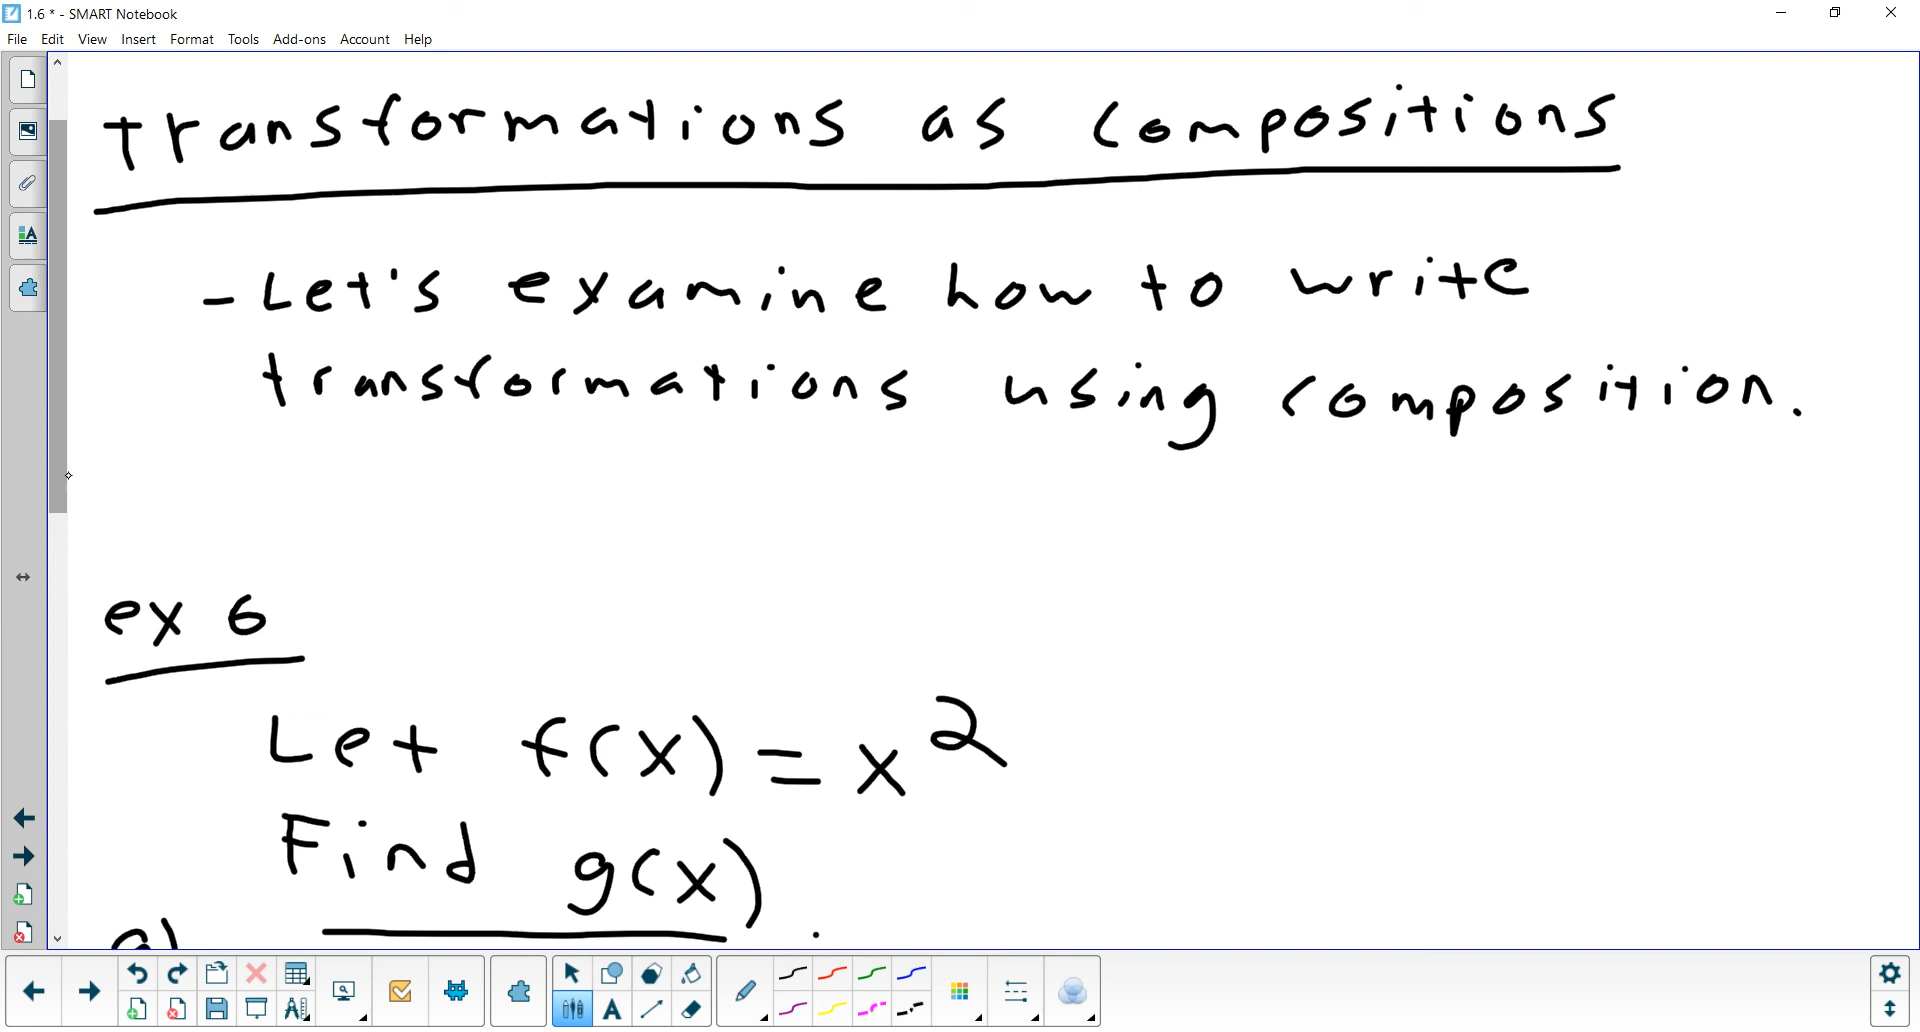 1.6 * - SMART Notebook
File Edit View Insert Format Tools Add-ons Account Help
transformations as compositions
- Let's examine how to write
transformations using composition.
ex 6
Let f(x) = x²
Find g(x)
a)